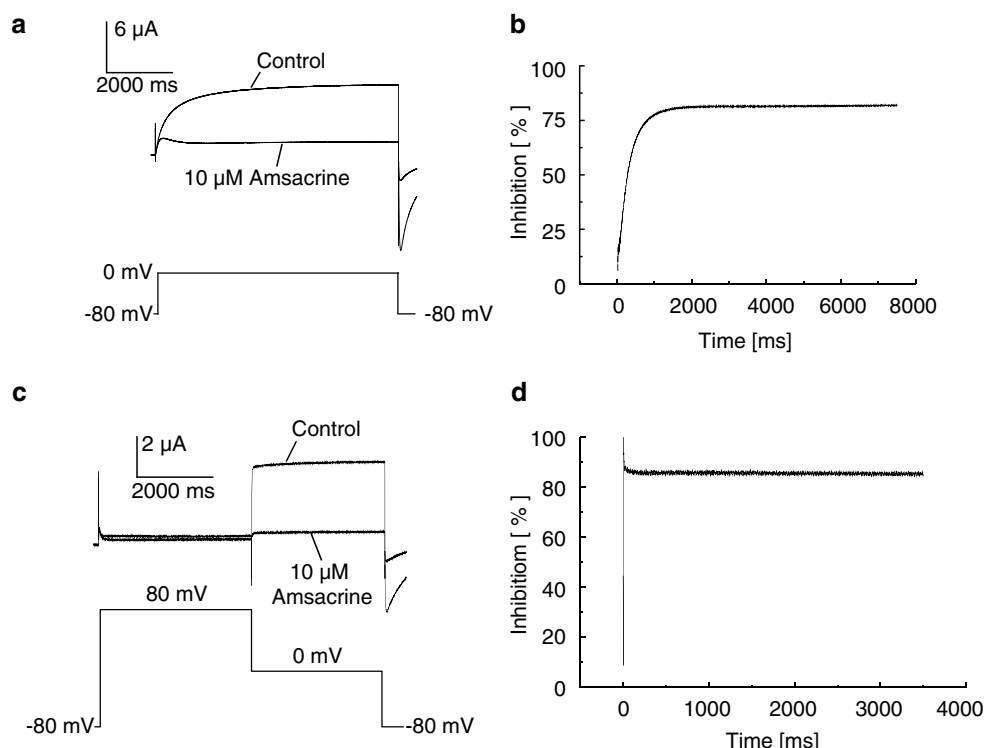 a
6 µA
2000 ms
Control
10 µM Amsacrine
0 mV
-80 mV
-80 mV
b
100
75
50
25
0
Inhibition [ % ]
0 2000 4000 6000 8000
Time [ms]
c
2 µA
2000 ms
Control
10 µM
Amsacrine
80 mV
0 mV
-80 mV
-80 mV
d
100
80
60
40
20
0
Inhibitiom [ % ]
0 1000 2000 3000 4000
Time [ms]